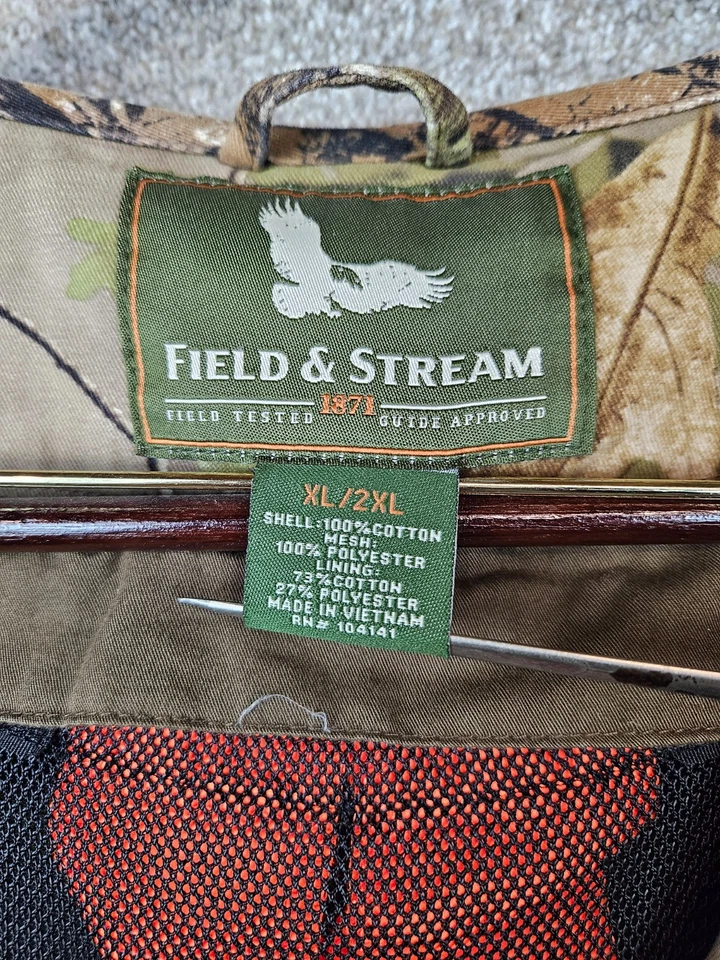 FIELD & STREAM
1871
FIELD TESTED GUIDE APPROVED
XL/2XL
SHELL:100%COTTON
MESH:
100% POLYESTER
LINING:
73%COTTON
27% POLYESTER
MADE IN VIETNAM
RN# 104141